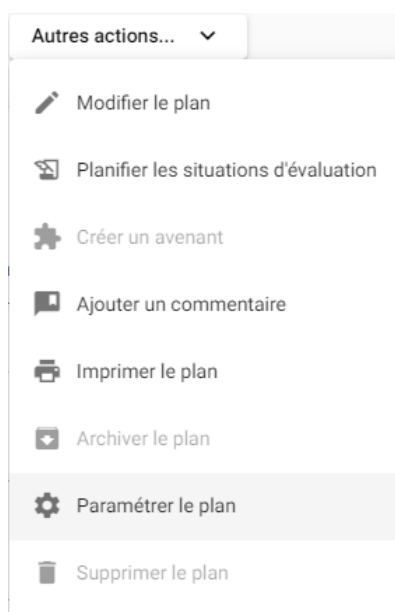 Autres actions...
Modifier le plan
Planifier les situations d'évaluation
Créer un avenant
Ajouter un commentaire
Imprimer le plan
Archiver le plan
Paramétrer le plan
Supprimer le plan